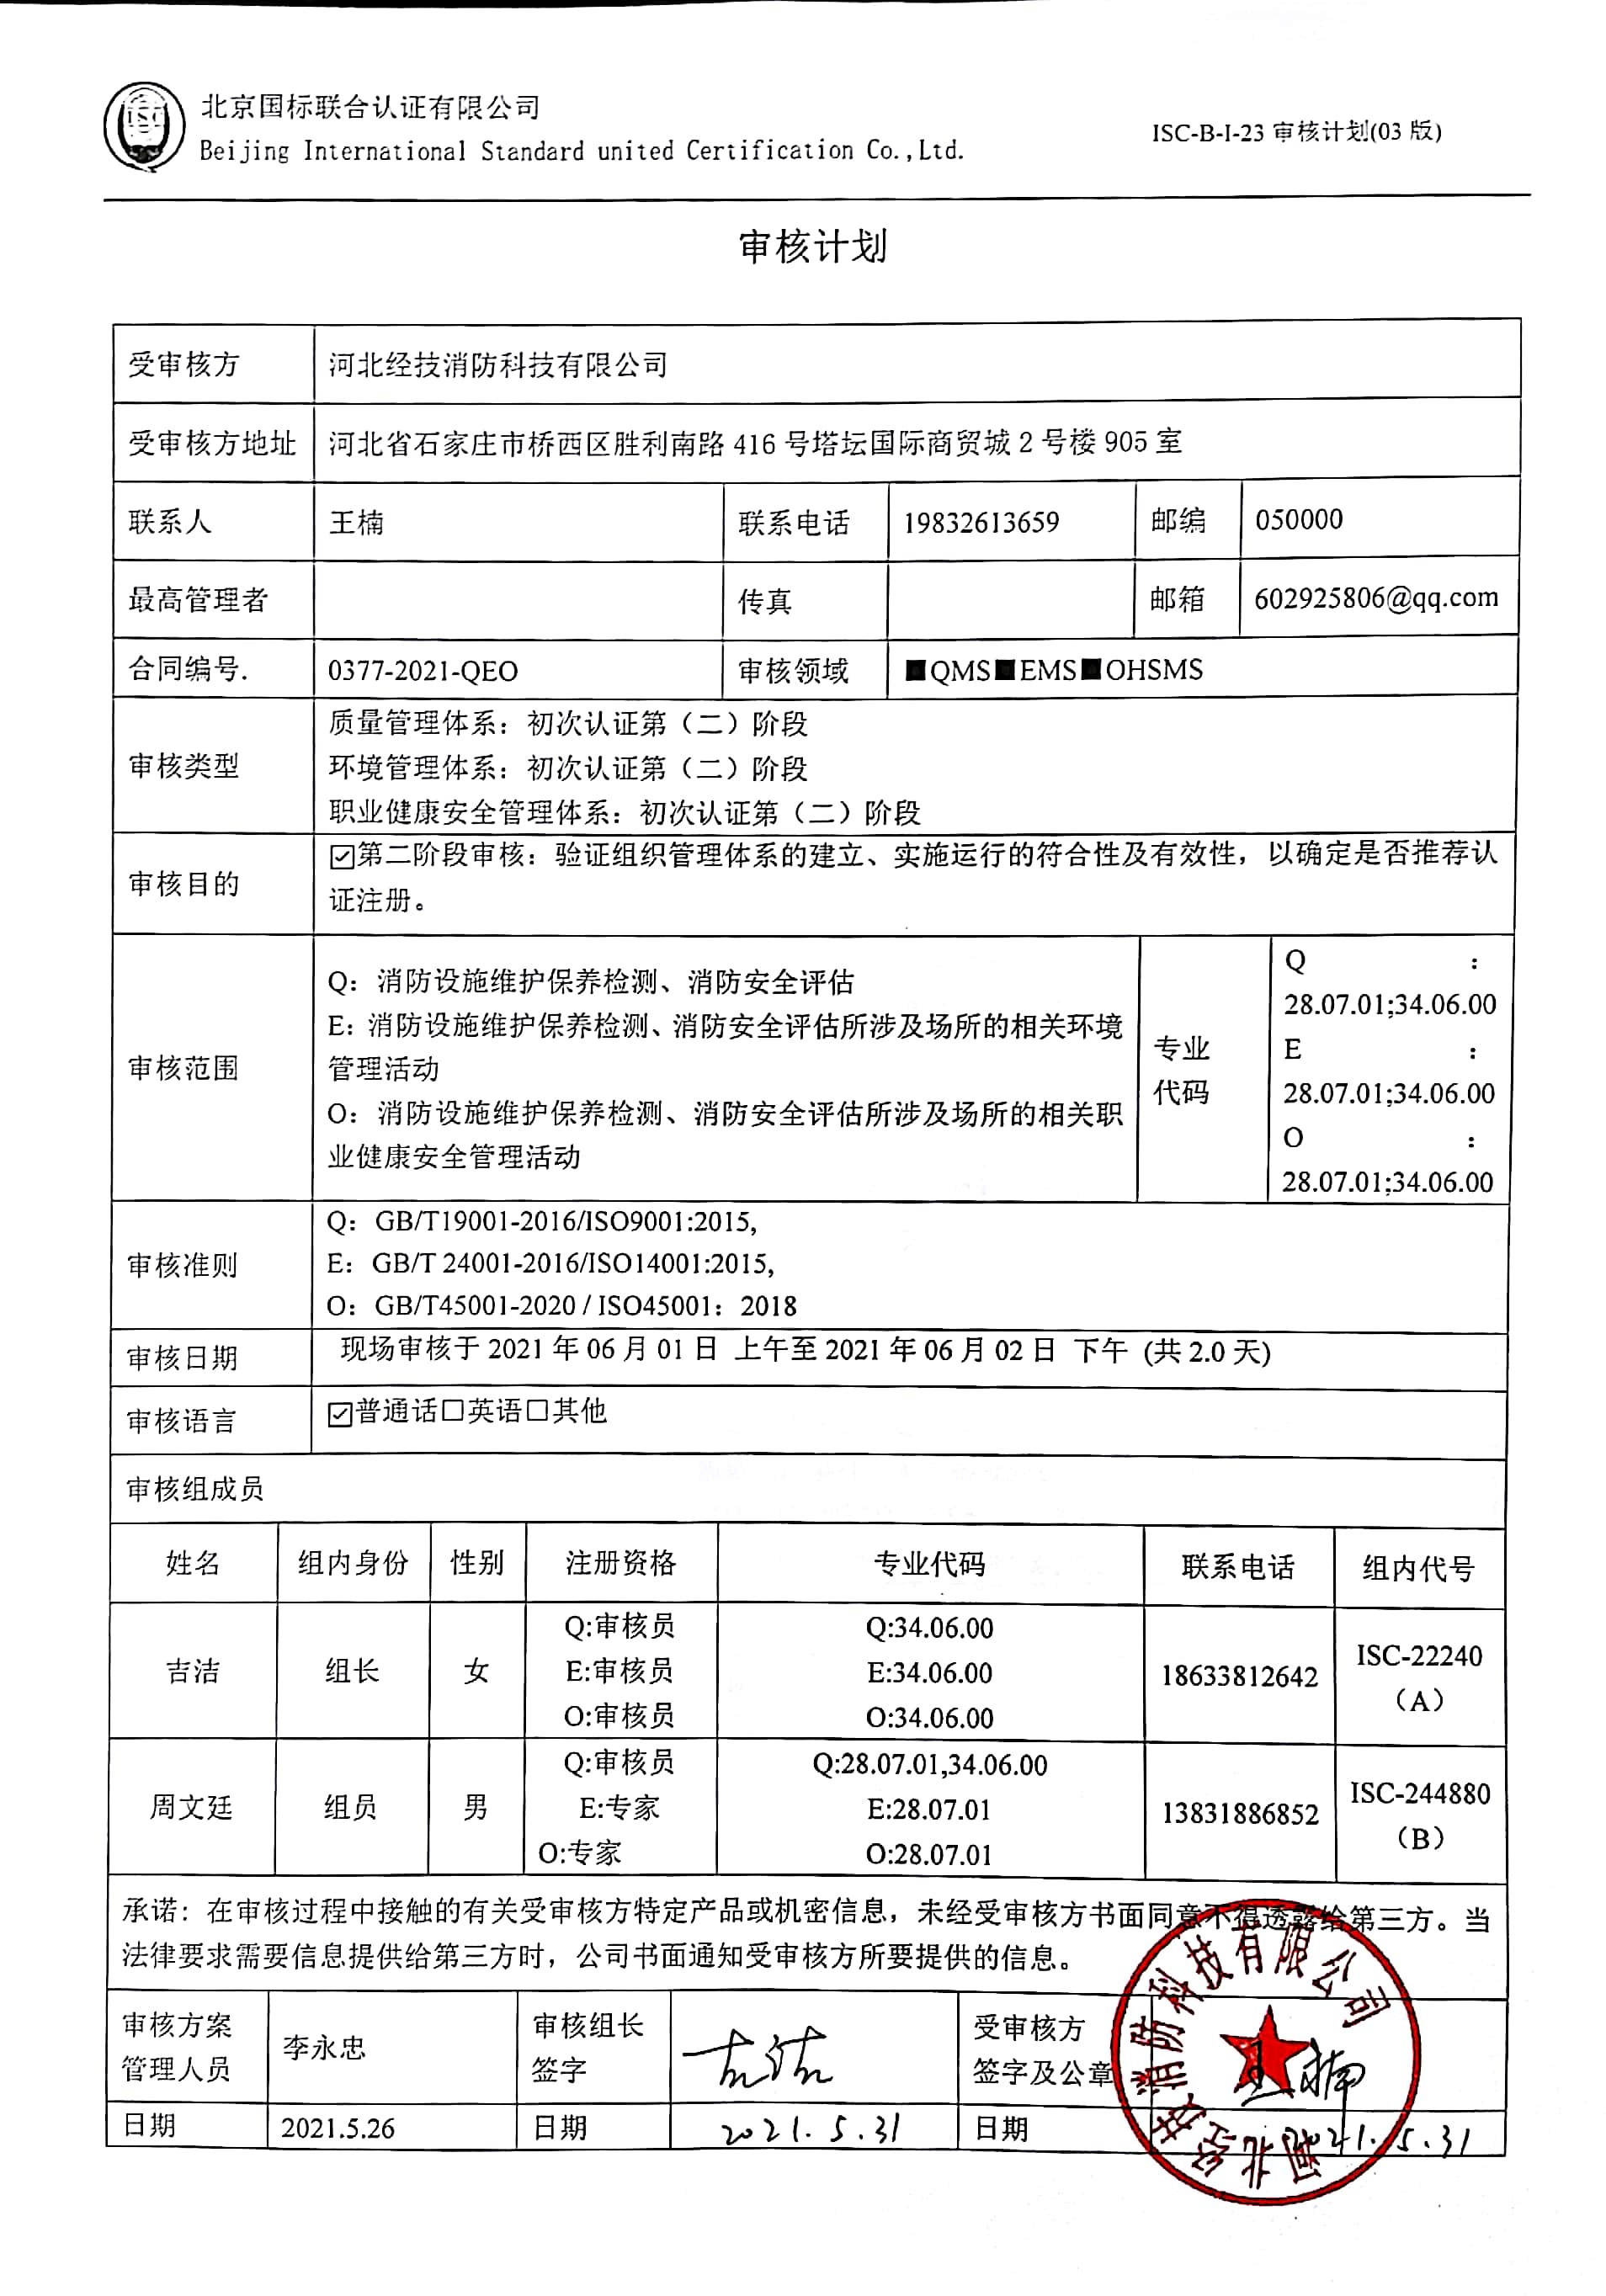 ISC
北京国标联合认证有限公司
Beijing International Standard united Certification Co.,Ltd.
ISC-B-I-23 审核计划(03 版)
审核计划
受审核方 河北经技消防科技有限公司
受审核方地址 河北省石家庄市桥西区胜利南路 416 号塔坛国际商贸城 2 号楼 905 室
联系人 王楠 联系电话 19832613659 邮编 050000
最高管理者 传真 邮箱 602925806@qq.com
合同编号. 0377-2021-QEO 审核领域 ■QMS■EMS■OHSMS
审核类型
质量管理体系：初次认证第（二）阶段
环境管理体系：初次认证第（二）阶段
职业健康安全管理体系：初次认证第（二）阶段
审核目的
☑第二阶段审核：验证组织管理体系的建立、实施运行的符合性及有效性，以确定是否推荐认
证注册。
审核范围
Q：消防设施维护保养检测、消防安全评估
E：消防设施维护保养检测、消防安全评估所涉及场所的相关环境
管理活动
O：消防设施维护保养检测、消防安全评估所涉及场所的相关职
业健康安全管理活动
专业
代码
Q ：
28.07.01;34.06.00
E ：
28.07.01;34.06.00
O ：
28.07.01;34.06.00
审核准则
Q：GB/T19001-2016/ISO9001:2015,
E：GB/T 24001-2016/ISO14001:2015,
O：GB/T45001-2020 / ISO45001：2018
审核日期 现场审核于 2021 年 06 月 01 日 上午至 2021 年 06 月 02 日 下午 (共 2.0 天)
审核语言 ☑普通话☐英语☐其他
审核组成员
姓名 组内身份 性别 注册资格 专业代码 联系电话 组内代号
吉洁 组长 女
Q:审核员
E:审核员
O:审核员
Q:34.06.00
E:34.06.00
O:34.06.00
18633812642
ISC-22240
（A）
周文廷 组员 男
Q:审核员
E:专家
O:专家
Q:28.07.01,34.06.00
E:28.07.01
O:28.07.01
13831886852
ISC-244880
（B）
承诺：在审核过程中接触的有关受审核方特定产品或机密信息，未经受审核方书面同意不得透露给第三方。当
法律要求需要信息提供给第三方时，公司书面通知受审核方所要提供的信息。
审核方案
管理人员
李永忠
审核组长
签字
吉洁
受审核方
签字及公章
王楠
河北经技消防科技有限公司
日期 2021.5.26 日期 2021.5.31 日期 2021.5.31